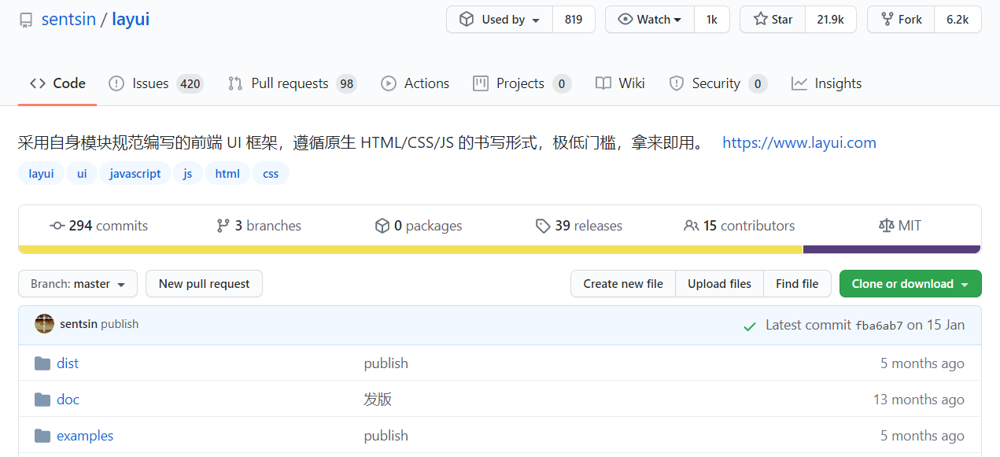 sentsin / layui Used by 819 Watch 1k Star 21.9k Fork 6.2k
Code Issues 420 Pull requests 98 Actions Projects 0 Wiki Security 0 Insights
采用自身模块规范编写的前端 UI 框架，遵循原生 HTML/CSS/JS 的书写形式，极低门槛，拿来即用。 https://www.layui.com
layui ui javascript js html css
294 commits 3 branches 0 packages 39 releases 15 contributors MIT
Branch: master New pull request Create new file Upload files Find file Clone or download
sentsin publish Latest commit fba6ab7 on 15 Jan
dist publish 5 months ago
doc 发版 13 months ago
examples publish 5 months ago